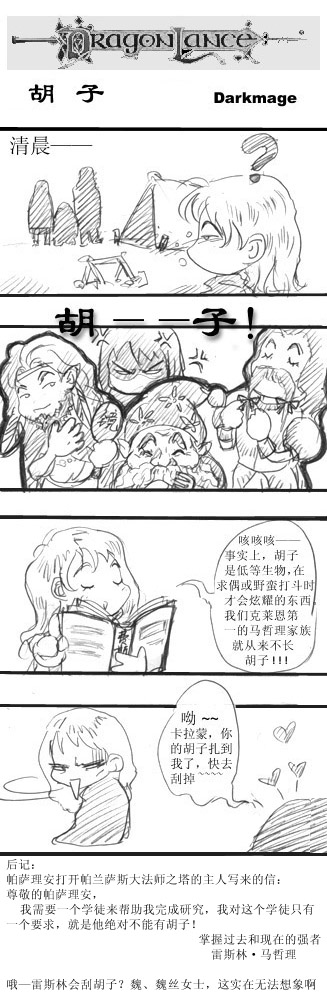 DRAGONLANCE
胡 子
Darkmage
清晨——
?
胡－－子!
咳咳咳——
事实上，胡子
是低等生物,在
求偶或野蛮打斗时
才会炫耀的东西,
我们克莱恩第
一的马哲理家族
就从来不长
胡子!!!
呦 ~~
卡拉蒙，你
的胡子扎到
我了，快去
刮掉~~~~
后记:
帕萨理安打开帕兰萨斯大法师之塔的主人写来的信:
尊敬的帕萨理安,
我需要一个学徒来帮助我完成研究，我对这个学徒只有
一个要求，就是他绝对不能有胡子!
掌握过去和现在的强者
雷斯林·马哲理
哦—雷斯林会刮胡子？魏、魏丝女士，这实在无法想象啊